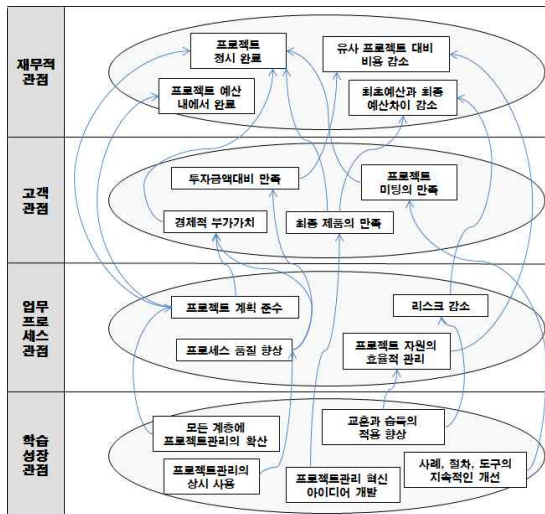 재무적
관점
프로젝트
정시 완료
유사 프로젝트 대비
비용 감소
프로젝트 예산
내에서 완료
최초예산과 최종
예산차이 감소
고객
관점
투자금액대비 만족
프로젝트
미팅의 만족
경제적 부가가치
최종 제품의 만족
업무
프로
세스
관점
프로젝트 계획 준수
리스크 감소
프로세스 품질 향상
프로젝트 자원의
효율적 관리
학습
성장
관점
모든 계층에
프로젝트관리의 확산
교훈과 습득의
적용 향상
프로젝트관리의
상시 사용
프로젝트관리 혁신
아이디어 개발
사례, 절차, 도구의
지속적인 개선